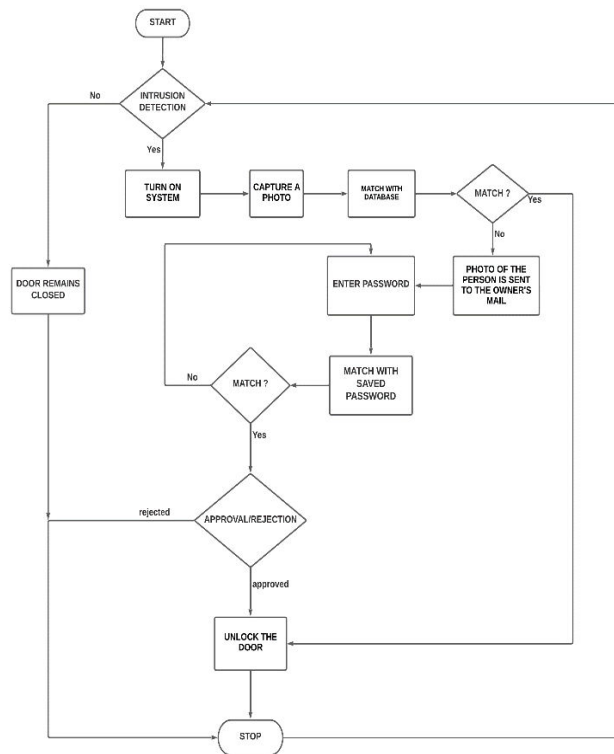 START
No
INTRUSION
DETECTION
Yes
TURN ON
SYSTEM
CAPTURE A
PHOTO
MATCH WITH
DATABASE
MATCH ?
Yes
No
DOOR REMAINS
CLOSED
ENTER PASSWORD
PHOTO OF THE
PERSON IS SENT
TO THE OWNER'S
MAIL
No
MATCH ?
MATCH WITH
SAVED
PASSWORD
Yes
rejected
APPROVAL/REJECTION
approved
UNLOCK THE
DOOR
STOP